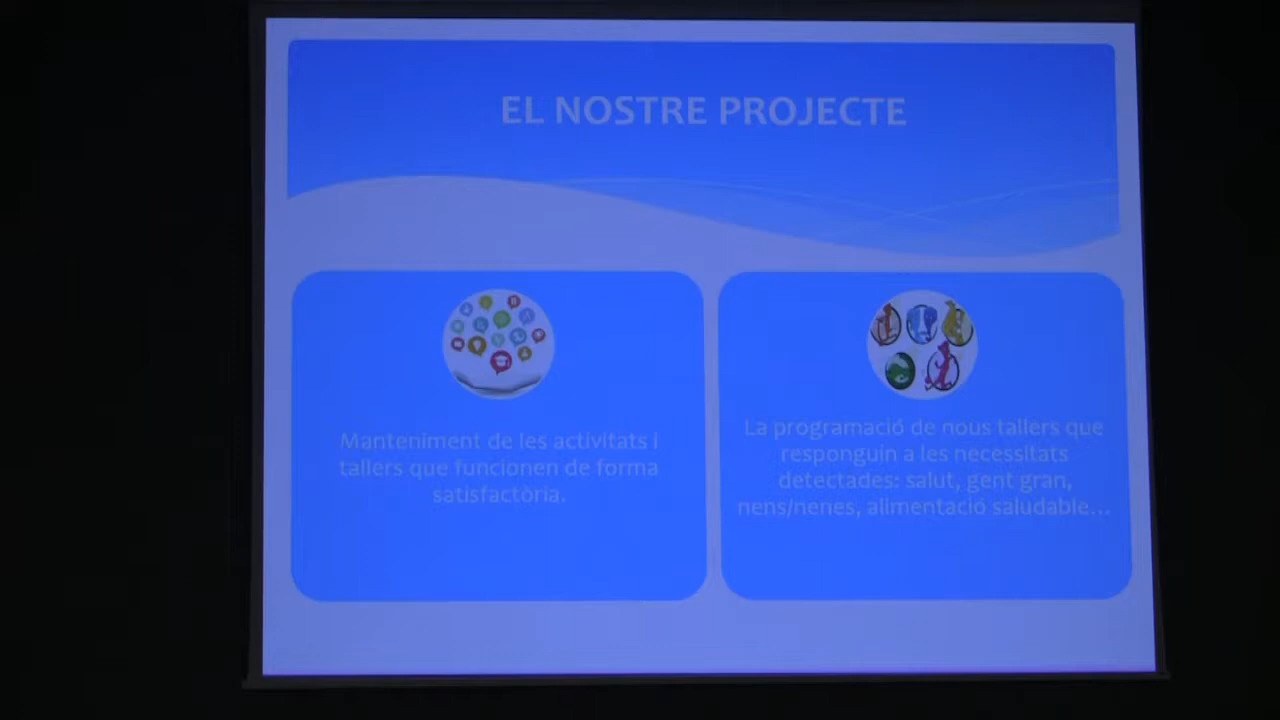 EL NOSTRE PROJECTE
Manteniment de les activitats i
tallers que funcionen de forma
satisfactòria.
La programació de nous tallers que
responguin a les necessitats
detectades: salut, gent gran,
nens/nenes, alimentació saludable...